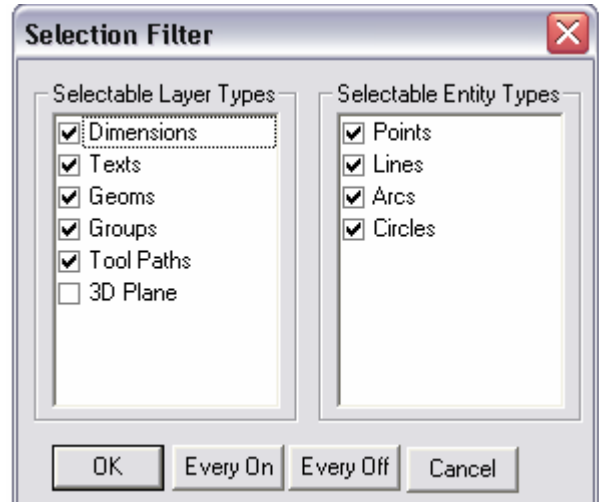 Selection Filter
Selectable Layer Types
Dimensions
Texts
Geoms
Groups
Tool Paths
3D Plane
Selectable Entity Types
Points
Lines
Arcs
Circles
OK
Every On
Every Off
Cancel